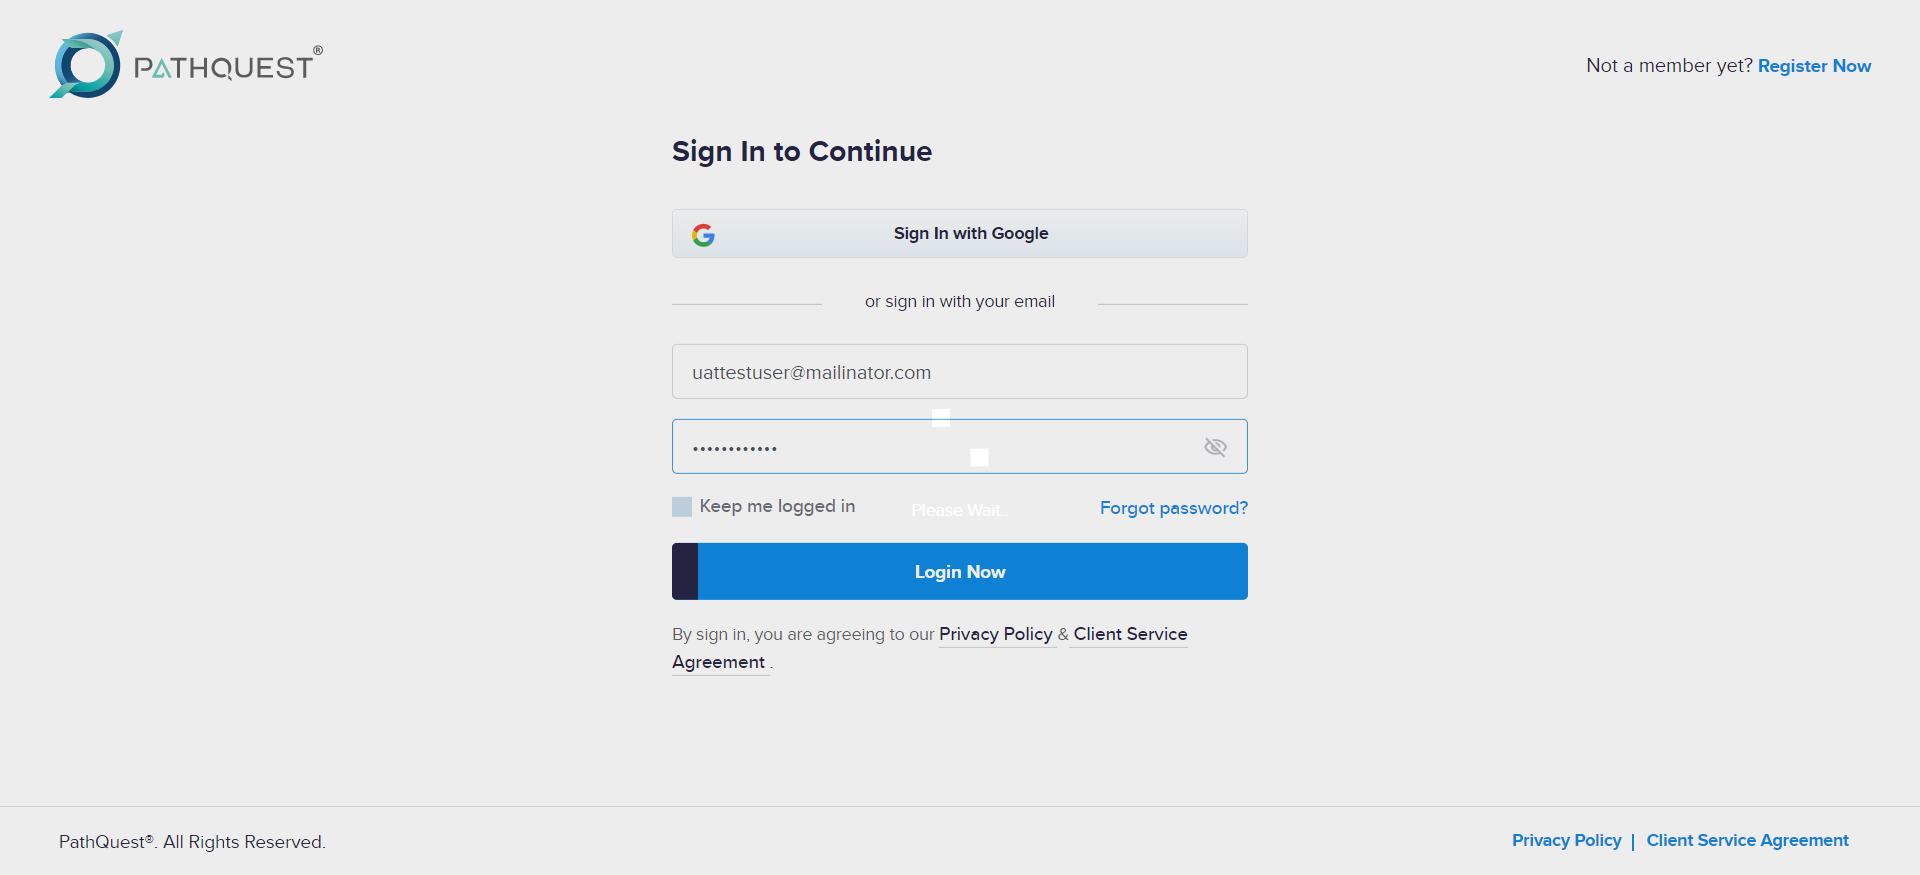 PATHQUEST®
Not a member yet? Register Now
Sign In to Continue
Sign In with Google
or sign in with your email
uattestuser@mailinator.com
••••••••••••
Keep me logged in
Please Wait..
Forgot password?
Login Now
By sign in, you are agreeing to our Privacy Policy & Client Service
Agreement .
PathQuest®. All Rights Reserved.
Privacy Policy | Client Service Agreement